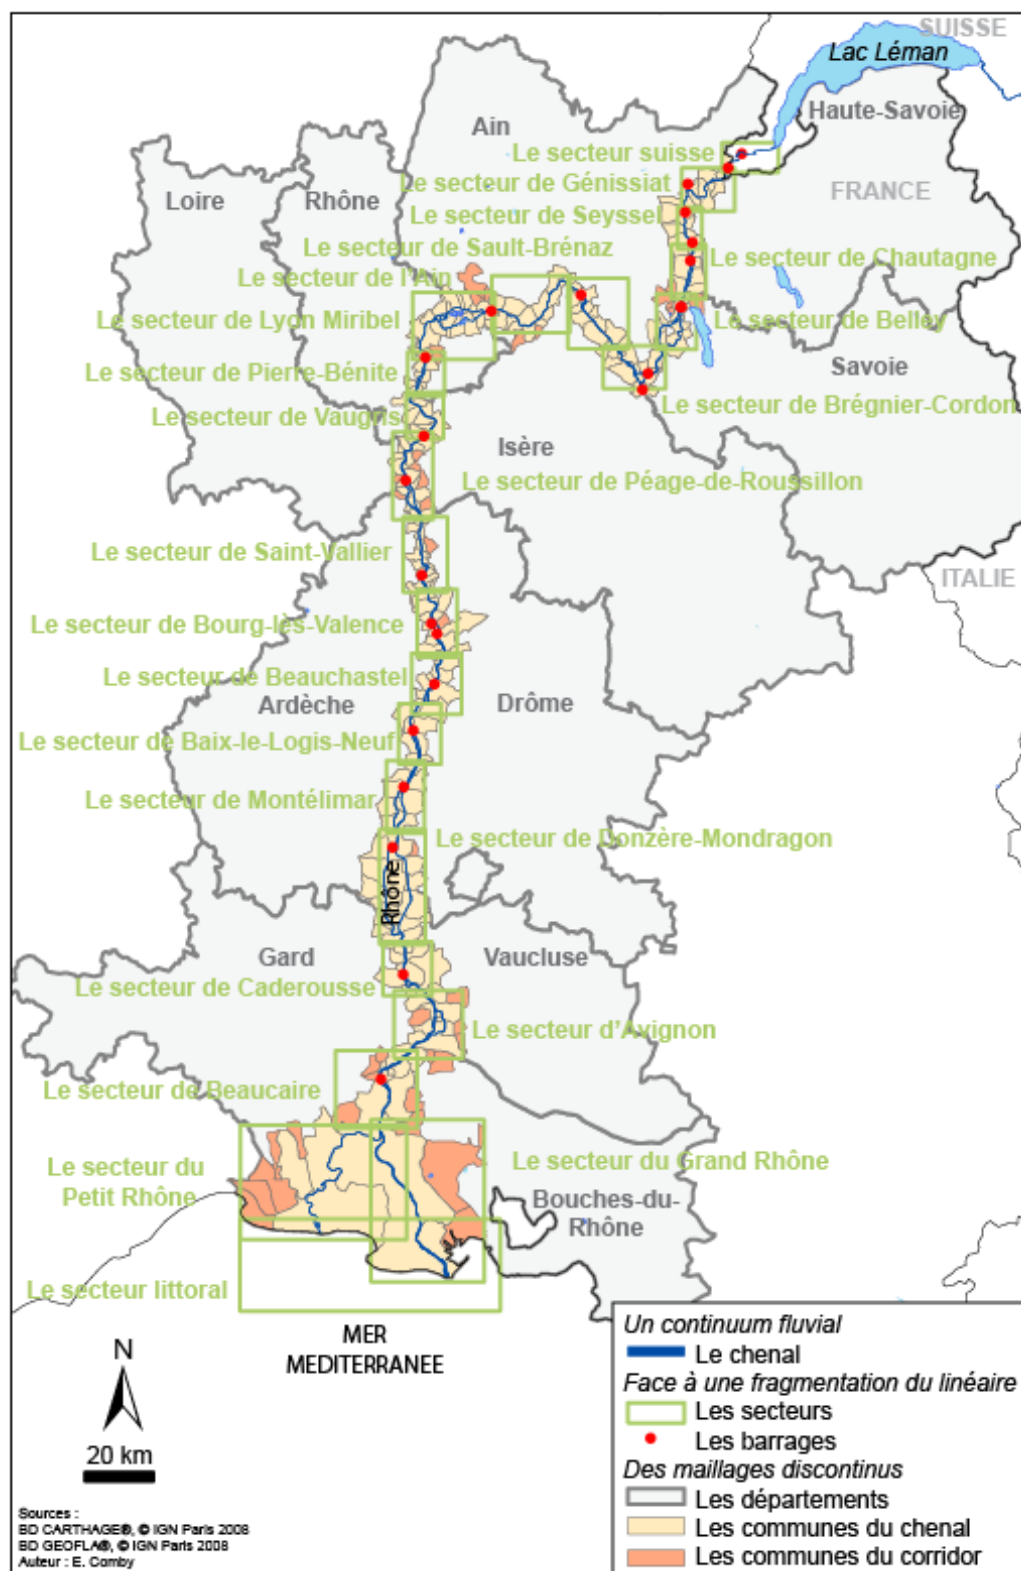 SUISSE
Lac Léman
Haute-Savoie
Ain
Le secteur suisse
Loire
Rhône
Le secteur de Génissiat
FRANCE
Le secteur de Seyssel
Le secteur de Sault-Brénaz
Le secteur de Chautagne
Le secteur de l'Ain
Le secteur de Lyon Miribel
Le secteur de Belley
Le secteur de Pierre-Bénite
Savoie
Le secteur de Vaugris
Le secteur de Brégnier-Cordon
Isère
Le secteur de Péage-de-Roussillon
Le secteur de Saint-Vallier
ITALIE
Le secteur de Bourg-lès-Valence
Le secteur de Beauchastel
Ardèche
Drôme
Le secteur de Baix-le-Logis-Neuf
Le secteur de Montélimar
Le secteur de Donzère-Mondragon
Rhône
Gard
Vaucluse
Le secteur de Caderousse
Le secteur d'Avignon
Le secteur de Beaucaire
Le secteur du
Petit Rhône
Le secteur du Grand Rhône
Bouches-du-
Rhône
Le secteur littoral
MER
MEDITERRANEE
N
20 km
Un continuum fluvial
Le chenal
Face à une fragmentation du linéaire
Les secteurs
Les barrages
Des maillages discontinus
Les départements
Les communes du chenal
Les communes du corridor
Sources :
BD CARTHAGE®, © IGN Paris 2008
BD GEOFLA®, © IGN Paris 2008
Auteur : E. Comby